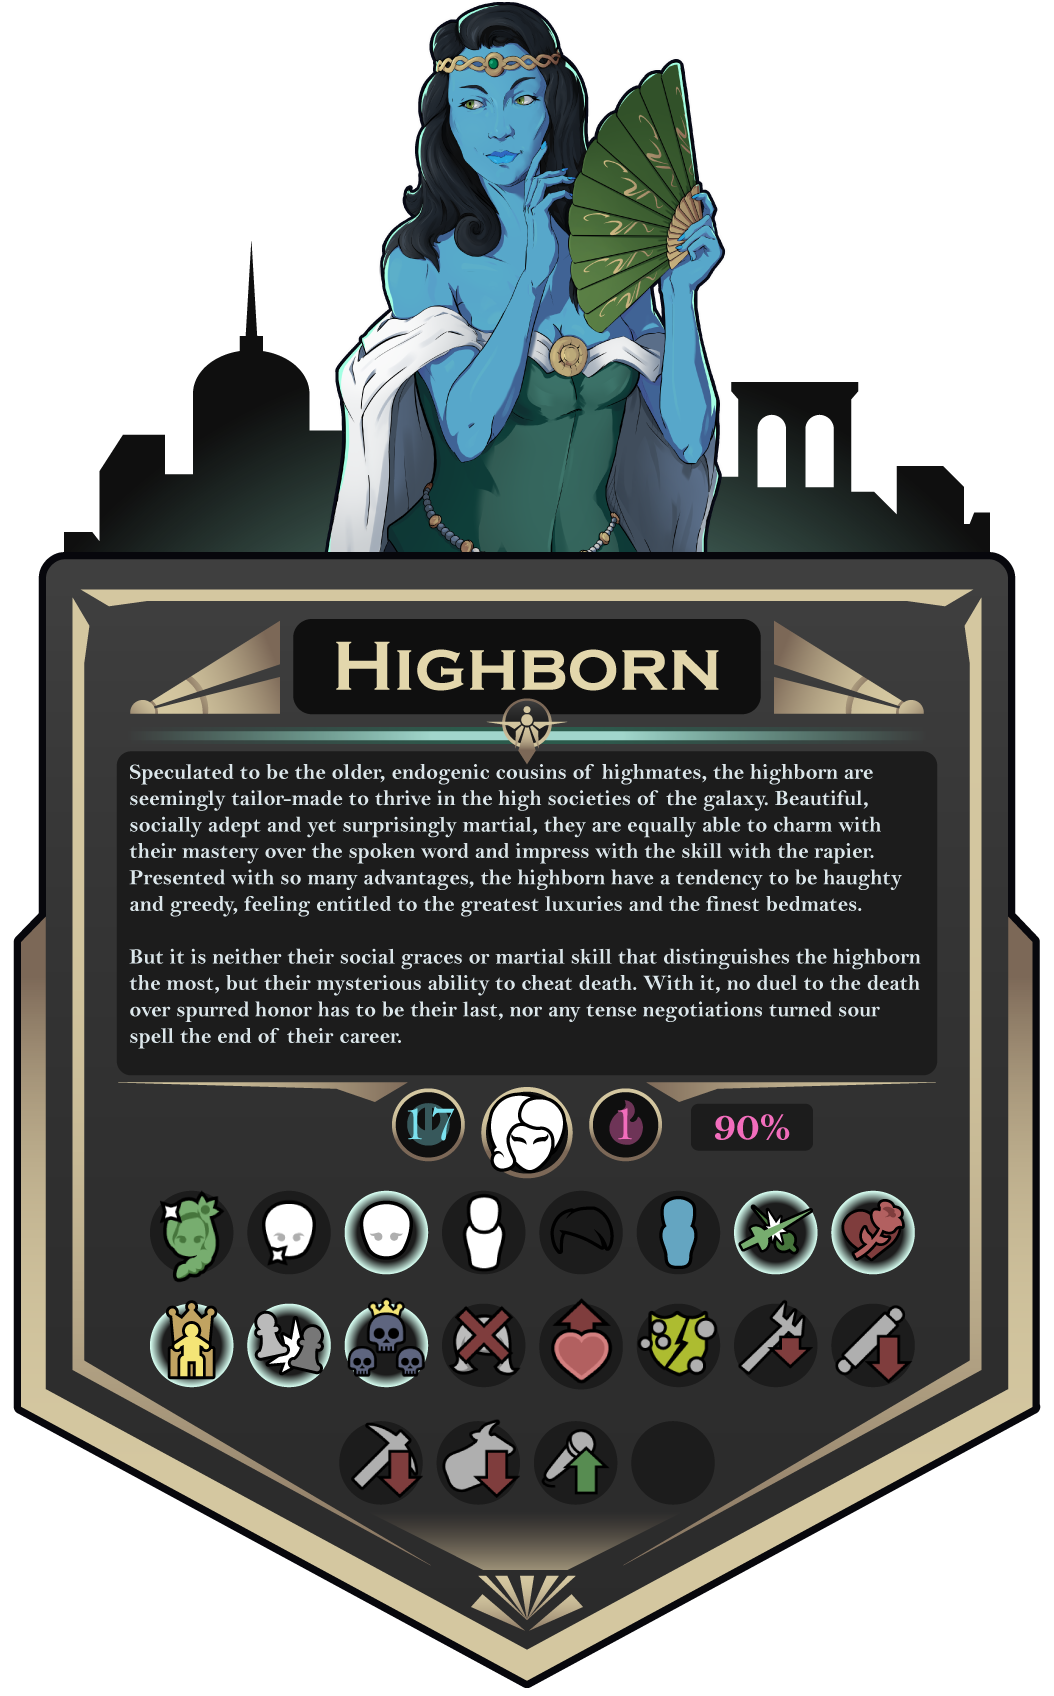 Highborn
Speculated to be the older, endogenic cousins of highmates, the highborn are
seemingly tailor-made to thrive in the high societies of the galaxy. Beautiful,
socially adept and yet surprisingly martial, they are equally able to charm with
their mastery over the spoken word and impress with the skill with the rapier.
Presented with so many advantages, the highborn have a tendency to be haughty
and greedy, feeling entitled to the greatest luxuries and the finest bedmates.
But it is neither their social graces or martial skill that distinguishes the highborn
the most, but their mysterious ability to cheat death. With it, no duel to the death
over spurred honor has to be their last, nor any tense negotiations turned sour
spell the end of their career.
17 1 90%